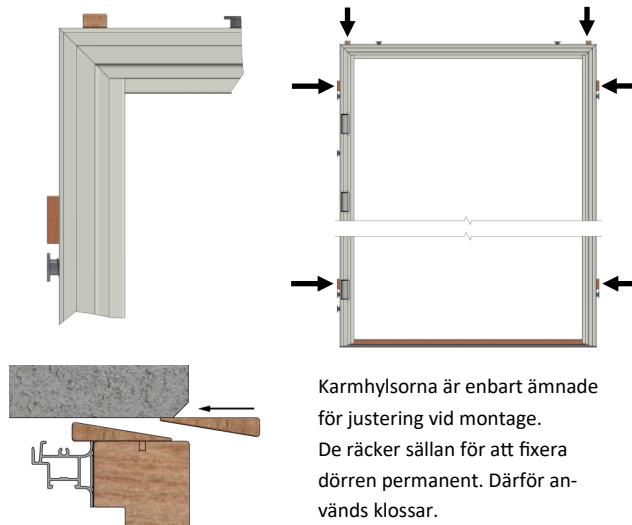 Karmhylsorna är enbart ämnade
för justering vid montage.
De räcker sällan för att fixera
dörren permanent. Därför an-
vänds klossar.